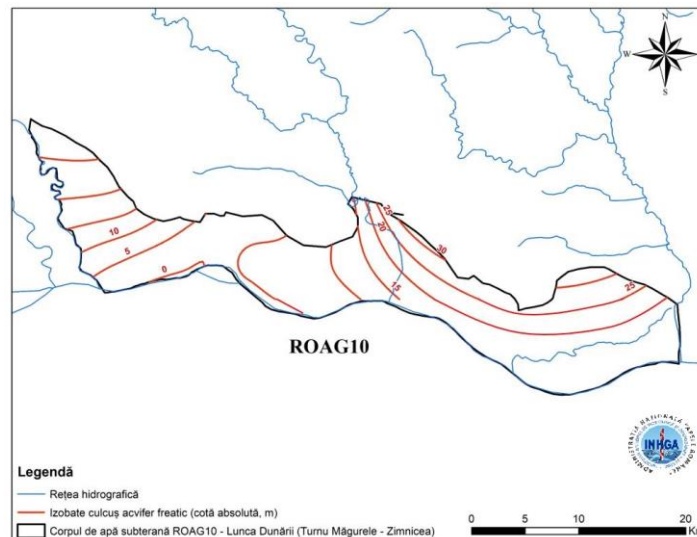 N
W
E
S
25
20
30
10
5
0
15
25
ROAG10
INHGA
Legendă
Rețea hidrografică
Izobate culcuș acvifer freatic (cotă absolută, m)
Corpul de apă subterană ROAG10 - Lunca Dunării (Turnu Măgurele - Zimnicea)
0 5 10 20